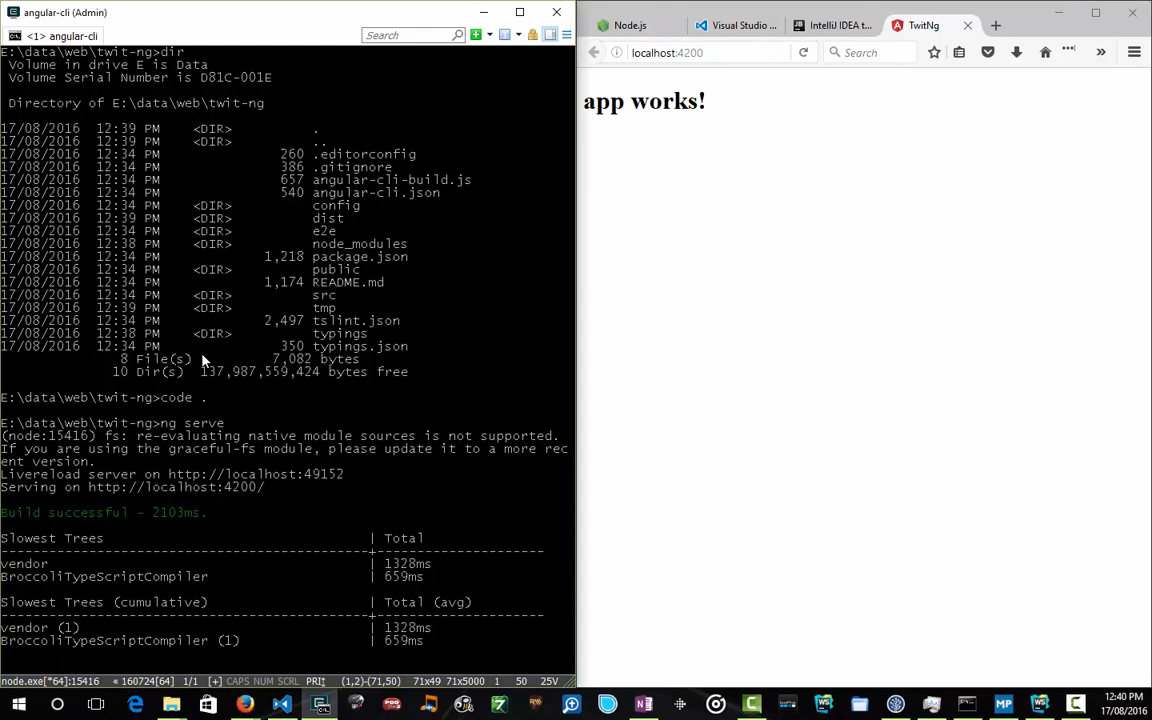 angular-cli (Admin)
<1> angular-cli
Search
E:\data\web\twit-ng>dir
Volume in drive E is Data
Volume Serial Number is D81C-001E
Directory of E:\data\web\twit-ng
17/08/2016 12:39 PM <DIR> .
17/08/2016 12:39 PM <DIR> ..
17/08/2016 12:34 PM 260 .editorconfig
17/08/2016 12:34 PM 386 .gitignore
17/08/2016 12:34 PM 657 angular-cli-build.js
17/08/2016 12:34 PM 540 angular-cli.json
17/08/2016 12:34 PM <DIR> config
17/08/2016 12:39 PM <DIR> dist
17/08/2016 12:34 PM <DIR> e2e
17/08/2016 12:38 PM <DIR> node_modules
17/08/2016 12:34 PM 1,218 package.json
17/08/2016 12:34 PM <DIR> public
17/08/2016 12:34 PM 1,174 README.md
17/08/2016 12:34 PM <DIR> src
17/08/2016 12:39 PM <DIR> tmp
17/08/2016 12:34 PM 2,497 tslint.json
17/08/2016 12:38 PM <DIR> typings
17/08/2016 12:34 PM 350 typings.json
8 File(s) 7,082 bytes
10 Dir(s) 137,987,559,424 bytes free
E:\data\web\twit-ng>code .
E:\data\web\twit-ng>ng serve
(node:15416) fs: re-evaluating native module sources is not supported.
If you are using the graceful-fs module, please update it to a more rec
ent version.
Livereload server on http://localhost:49152
Serving on http://localhost:4200/
Build successful - 2103ms.
Slowest Trees | Total
----------------------------------------------+---------------------
vendor | 1328ms
BroccoliTypeScriptCompiler | 659ms
Slowest Trees (cumulative) | Total (avg)
----------------------------------------------+---------------------
vendor (1) | 1328ms
BroccoliTypeScriptCompiler (1) | 659ms
node.exe[*64]:15416 « 160724[64] 1/1 [+] CAPS NUM SCRL PRI↕ (1,2)-(71,50) 71x49 71x5000 1 50 25V
Node.js
Visual Studio ...
IntelliJ IDEA t...
TwitNg
localhost:4200
Search
app works!
12:40 PM
17/08/2016